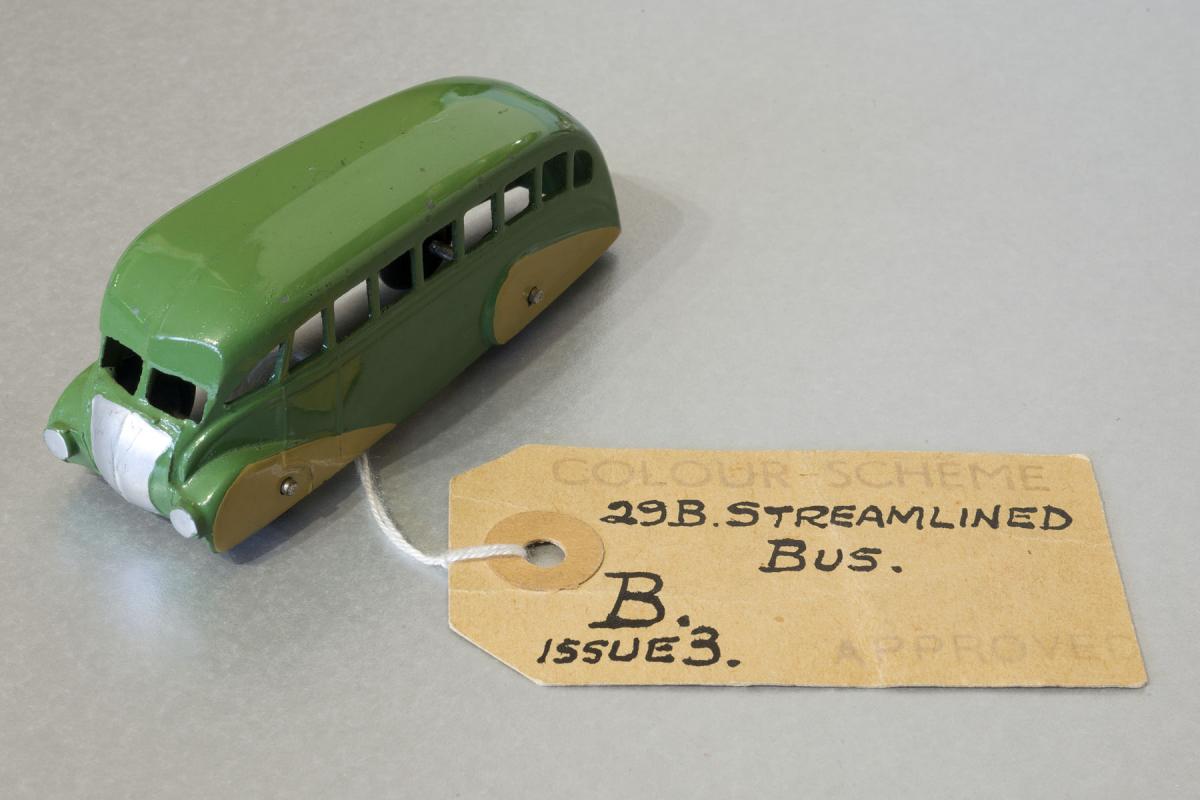 COLOUR SCHEME
29B. STREAMLINED
BUS.
B.
ISSUE 3.
APPROVED